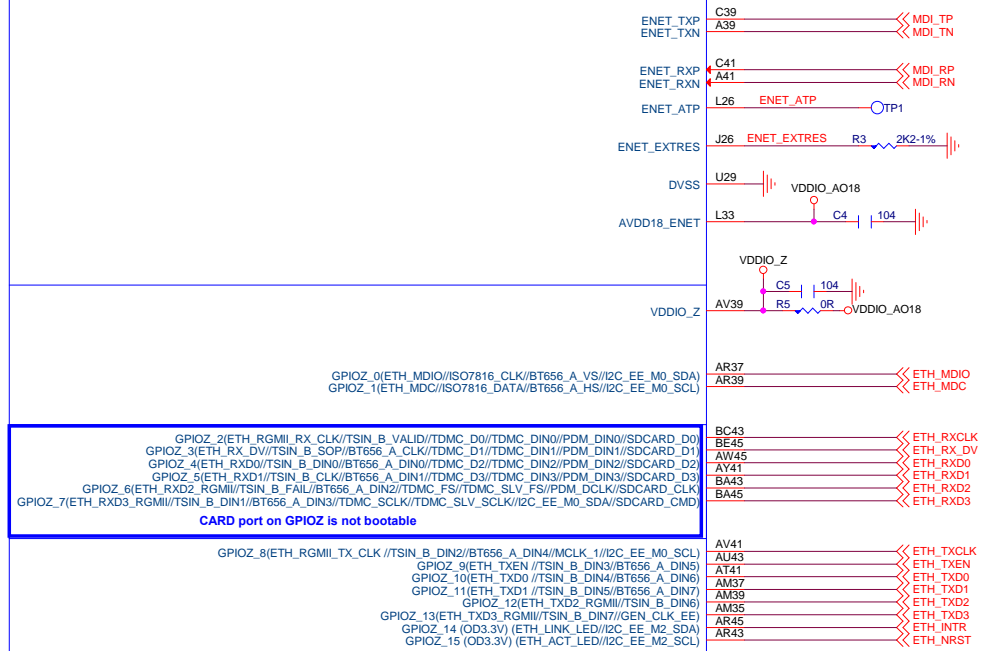 ENET_TXP C39 MDI_TP
ENET_TXN A39 MDI_TN
ENET_RXP C41 MDI_RP
ENET_RXN A41 MDI_RN
ENET_ATP L26 ENET_ATP TP1
ENET_EXTRES J26 ENET_EXTRES R3 2K2-1%
DVSS U29
VDDIO_AO18
AVDD18_ENET L33 C4 104
VDDIO_Z
C5 104
VDDIO_Z AV39 R5 0R VDDIO_AO18
GPIOZ_0(ETH_MDIO//ISO7816_CLK//BT656_A_VS//I2C_EE_M0_SDA) AR37 ETH_MDIO
GPIOZ_1(ETH_MDC//ISO7816_DATA//BT656_A_HS//I2C_EE_M0_SCL) AR39 ETH_MDC
GPIOZ_2(ETH_RGMII_RX_CLK//TSIN_B_VALID//TDMC_D0//TDMC_DIN0//PDM_DIN0//SDCARD_D0) BC43 ETH_RXCLK
GPIOZ_3(ETH_RX_DV//TSIN_B_SOP//BT656_A_CLK//TDMC_D1//TDMC_DIN1//PDM_DIN1//SDCARD_D1) BE45 ETH_RX_DV
GPIOZ_4(ETH_RXD0//TSIN_B_DIN0//BT656_A_DIN0//TDMC_D2//TDMC_DIN2//PDM_DIN2//SDCARD_D2) AW45 ETH_RXD0
GPIOZ_5(ETH_RXD1//TSIN_B_CLK//BT656_A_DIN1//TDMC_D3//TDMC_DIN3//PDM_DIN3//SDCARD_D3) AY41 ETH_RXD1
GPIOZ_6(ETH_RXD2_RGMII//TSIN_B_FAIL//BT656_A_DIN2//TDMC_FS//TDMC_SLV_FS//PDM_DCLK//SDCARD_CLK) BA43 ETH_RXD2
GPIOZ_7(ETH_RXD3_RGMII//TSIN_B_DIN1//BT656_A_DIN3//TDMC_SCLK//TDMC_SLV_SCLK//I2C_EE_M0_SDA//SDCARD_CMD) BA45 ETH_RXD3
CARD port on GPIOZ is not bootable
GPIOZ_8(ETH_RGMII_TX_CLK //TSIN_B_DIN2//BT656_A_DIN4//MCLK_1//I2C_EE_M0_SCL) AV41 ETH_TXCLK
GPIOZ_9(ETH_TXEN //TSIN_B_DIN3//BT656_A_DIN5) AU43 ETH_TXEN
GPIOZ_10(ETH_TXD0 //TSIN_B_DIN4//BT656_A_DIN6) AT41 ETH_TXD0
GPIOZ_11(ETH_TXD1 //TSIN_B_DIN5//BT656_A_DIN7) AM37 ETH_TXD1
GPIOZ_12(ETH_TXD2_RGMII//TSIN_B_DIN6) AM39 ETH_TXD2
GPIOZ_13(ETH_TXD3_RGMII//TSIN_B_DIN7//GEN_CLK_EE) AM35 ETH_TXD3
GPIOZ_14 (OD3.3V) (ETH_LINK_LED//I2C_EE_M2_SDA) AR45 ETH_INTR
GPIOZ_15 (OD3.3V) (ETH_ACT_LED//I2C_EE_M2_SCL) AR43 ETH_NRST